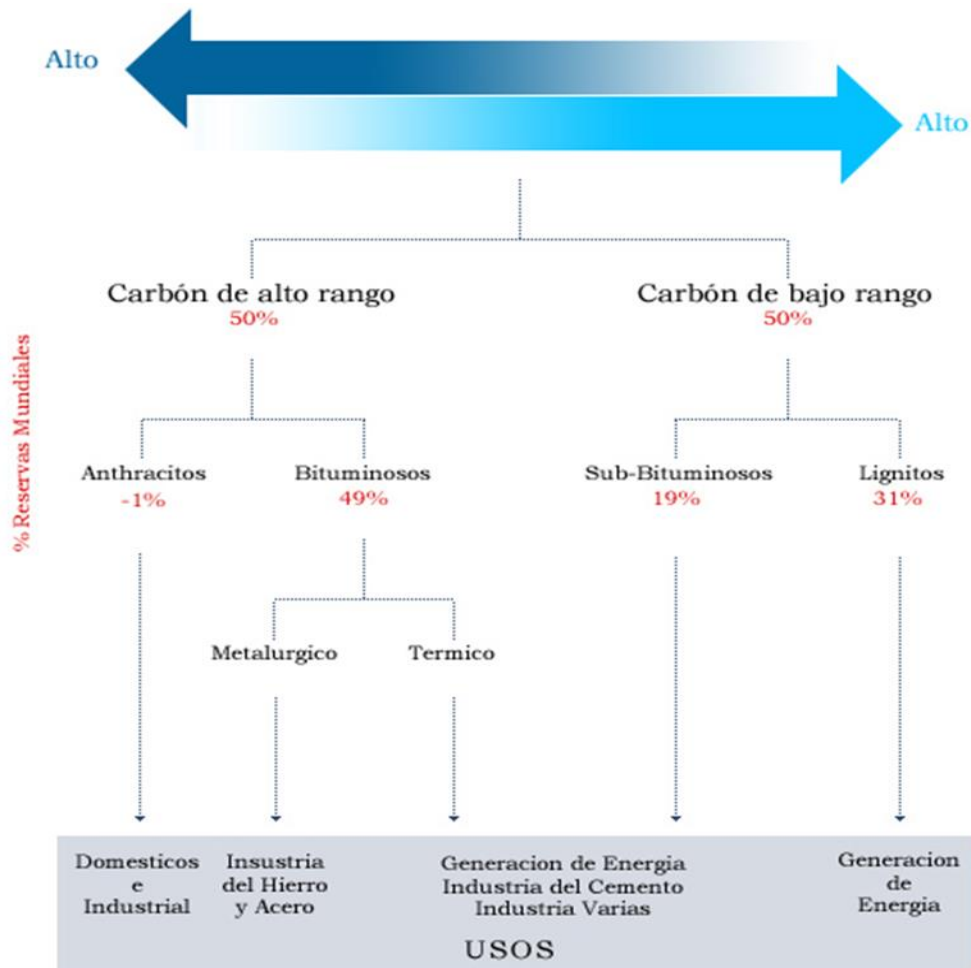 Alto
Alto
Carbón de alto rango
50%
Carbón de bajo rango
50%
% Reservas Mundiales
Anthracitos
-1%
Bituminosos
49%
Sub-Bituminosos
19%
Lignitos
31%
Metalurgico
Termico
Domesticos
e
Industrial
Insustria
del Hierro
y Acero
Generacion de Energia
Industria del Cemento
Industria Varias
Generacion
de
Energia
USOS